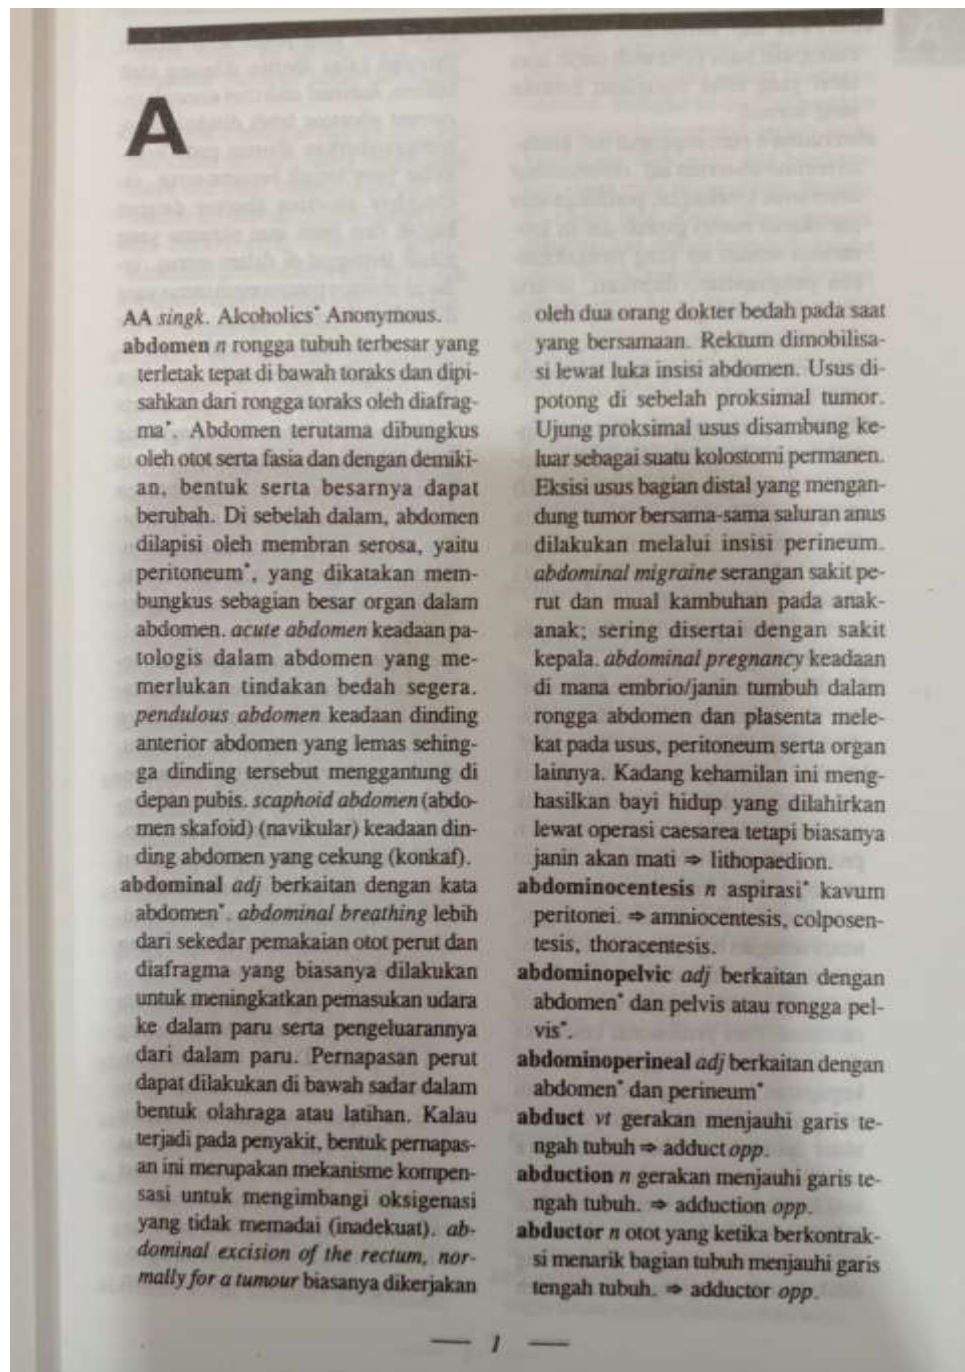 A
AA singk. Alcoholics* Anonymous.
abdomen n rongga tubuh terbesar yang
terletak tepat di bawah toraks dan dipi-
sahkan dari rongga toraks oleh diafrag-
ma*. Abdomen terutama dibungkus
oleh otot serta fasia dan dengan demiki-
an, bentuk serta besarnya dapat
berubah. Di sebelah dalam, abdomen
dilapisi oleh membran serosa, yaitu
peritoneum*, yang dikatakan mem-
bungkus sebagian besar organ dalam
abdomen. acute abdomen keadaan pa-
tologis dalam abdomen yang me-
merlukan tindakan bedah segera.
pendulous abdomen keadaan dinding
anterior abdomen yang lemas sehing-
ga dinding tersebut menggantung di
depan pubis. scaphoid abdomen (abdo-
men skafoid) (navikular) keadaan din-
ding abdomen yang cekung (konkaf).
abdominal adj berkaitan dengan kata
abdomen*. abdominal breathing lebih
dari sekedar pemakaian otot perut dan
diafragma yang biasanya dilakukan
untuk meningkatkan pemasukan udara
ke dalam paru serta pengeluarannya
dari dalam paru. Pernapasan perut
dapat dilakukan di bawah sadar dalam
bentuk olahraga atau latihan. Kalau
terjadi pada penyakit, bentuk pernapas-
an ini merupakan mekanisme kompen-
sasi untuk mengimbangi oksigenasi
yang tidak memadai (inadekuat). ab-
dominal excision of the rectum, nor-
mally for a tumour biasanya dikerjakan
oleh dua orang dokter bedah pada saat
yang bersamaan. Rektum dimobilisa-
si lewat luka insisi abdomen. Usus di-
potong di sebelah proksimal tumor.
Ujung proksimal usus disambung ke-
luar sebagai suatu kolostomi permanen.
Eksisi usus bagian distal yang mengan-
dung tumor bersama-sama saluran anus
dilakukan melalui insisi perineum.
abdominal migraine serangan sakit pe-
rut dan mual kambuhan pada anak-
anak; sering disertai dengan sakit
kepala. abdominal pregnancy keadaan
di mana embrio/janin tumbuh dalam
rongga abdomen dan plasenta mele-
kat pada usus, peritoneum serta organ
lainnya. Kadang kehamilan ini meng-
hasilkan bayi hidup yang dilahirkan
lewat operasi caesarea tetapi biasanya
janin akan mati ⇒ lithopaedion.
abdominocentesis n aspirasi* kavum
peritonei. ⇒ amniocentesis, colposen-
tesis, thoracentesis.
abdominopelvic adj berkaitan dengan
abdomen* dan pelvis atau rongga pel-
vis*.
abdominoperineal adj berkaitan dengan
abdomen* dan perineum*
abduct vt gerakan menjauhi garis te-
ngah tubuh ⇒ adduct opp.
abduction n gerakan menjauhi garis te-
ngah tubuh. ⇒ adduction opp.
abductor n otot yang ketika berkontrak-
si menarik bagian tubuh menjauhi garis
tengah tubuh. ⇒ adductor opp.
— 1 —